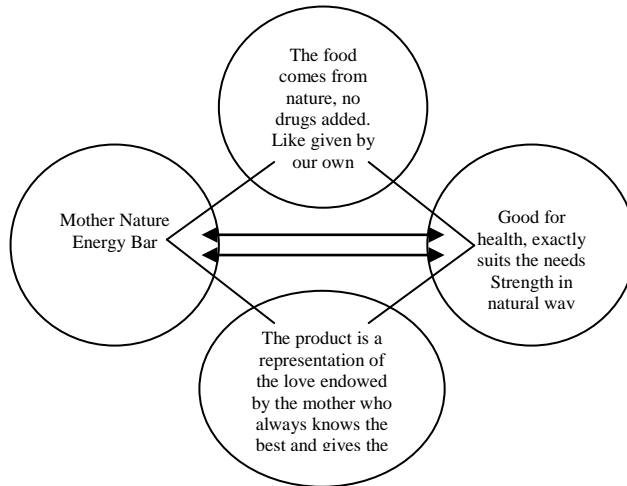 The food
comes from
nature, no
drugs added.
Like given by
our own
Mother Nature
Energy Bar
Good for
health, exactly
suits the needs
Strength in
natural way
The product is a
representation of
the love endowed
by the mother who
always knows the
best and gives the